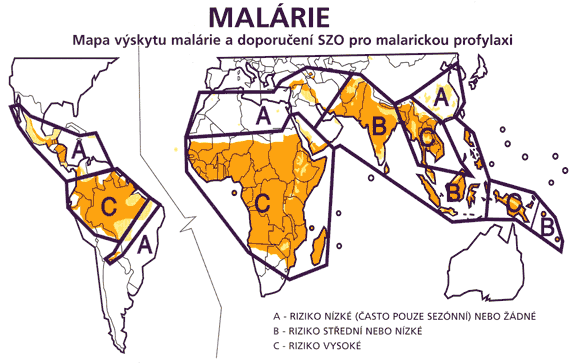 MALÁRIE
Mapa výskytu malárie a doporučení SZO pro malarickou profylaxi
A
A
B
A
C
C
C
B
C
B
A
A - RIZIKO NÍZKÉ (ČASTO POUZE SEZÓNNÍ) NEBO ŽÁDNÉ
B - RIZIKO STŘEDNÍ NEBO NÍZKÉ
C - RIZIKO VYSOKÉ